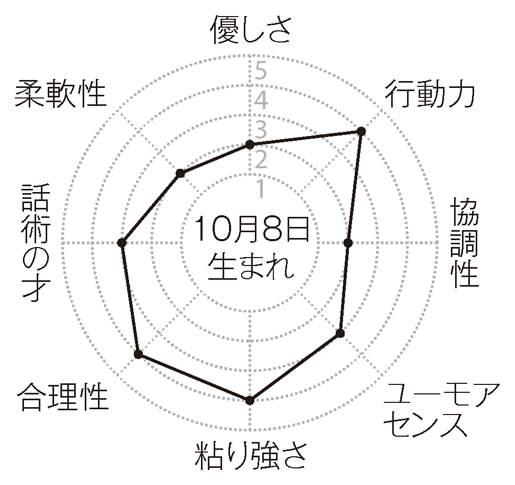 優しさ
行動力
協調性
ユーモア
センス
粘り強さ
合理性
話術の才
柔軟性
5
4
3
2
1
10月8日
生まれ